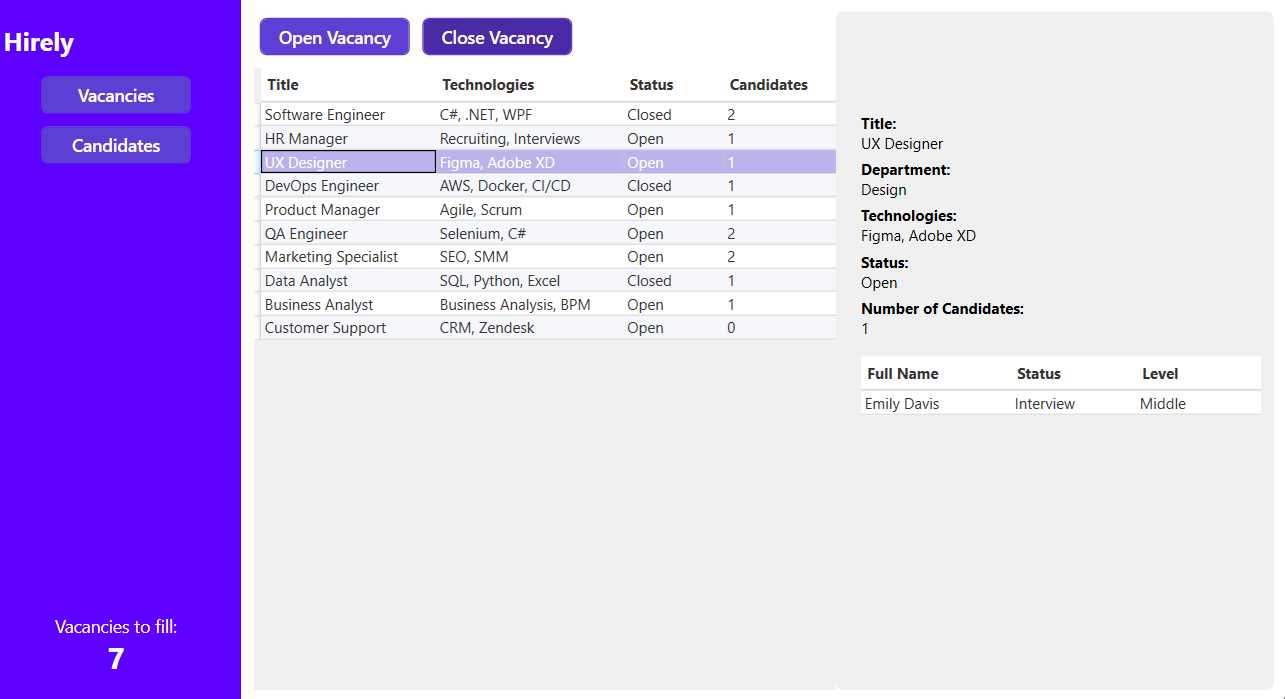 Hirely
Vacancies
Candidates
Vacancies to fill:
7
Open Vacancy Close Vacancy
Title Technologies Status Candidates
Software Engineer C#, .NET, WPF Closed 2
HR Manager Recruiting, Interviews Open 1
UX Designer Figma, Adobe XD Open 1
DevOps Engineer AWS, Docker, CI/CD Closed 1
Product Manager Agile, Scrum Open 1
QA Engineer Selenium, C# Open 2
Marketing Specialist SEO, SMM Open 2
Data Analyst SQL, Python, Excel Closed 1
Business Analyst Business Analysis, BPM Open 1
Customer Support CRM, Zendesk Open 0
Title:
UX Designer
Department:
Design
Technologies:
Figma, Adobe XD
Status:
Open
Number of Candidates:
1
Full Name Status Level
Emily Davis Interview Middle